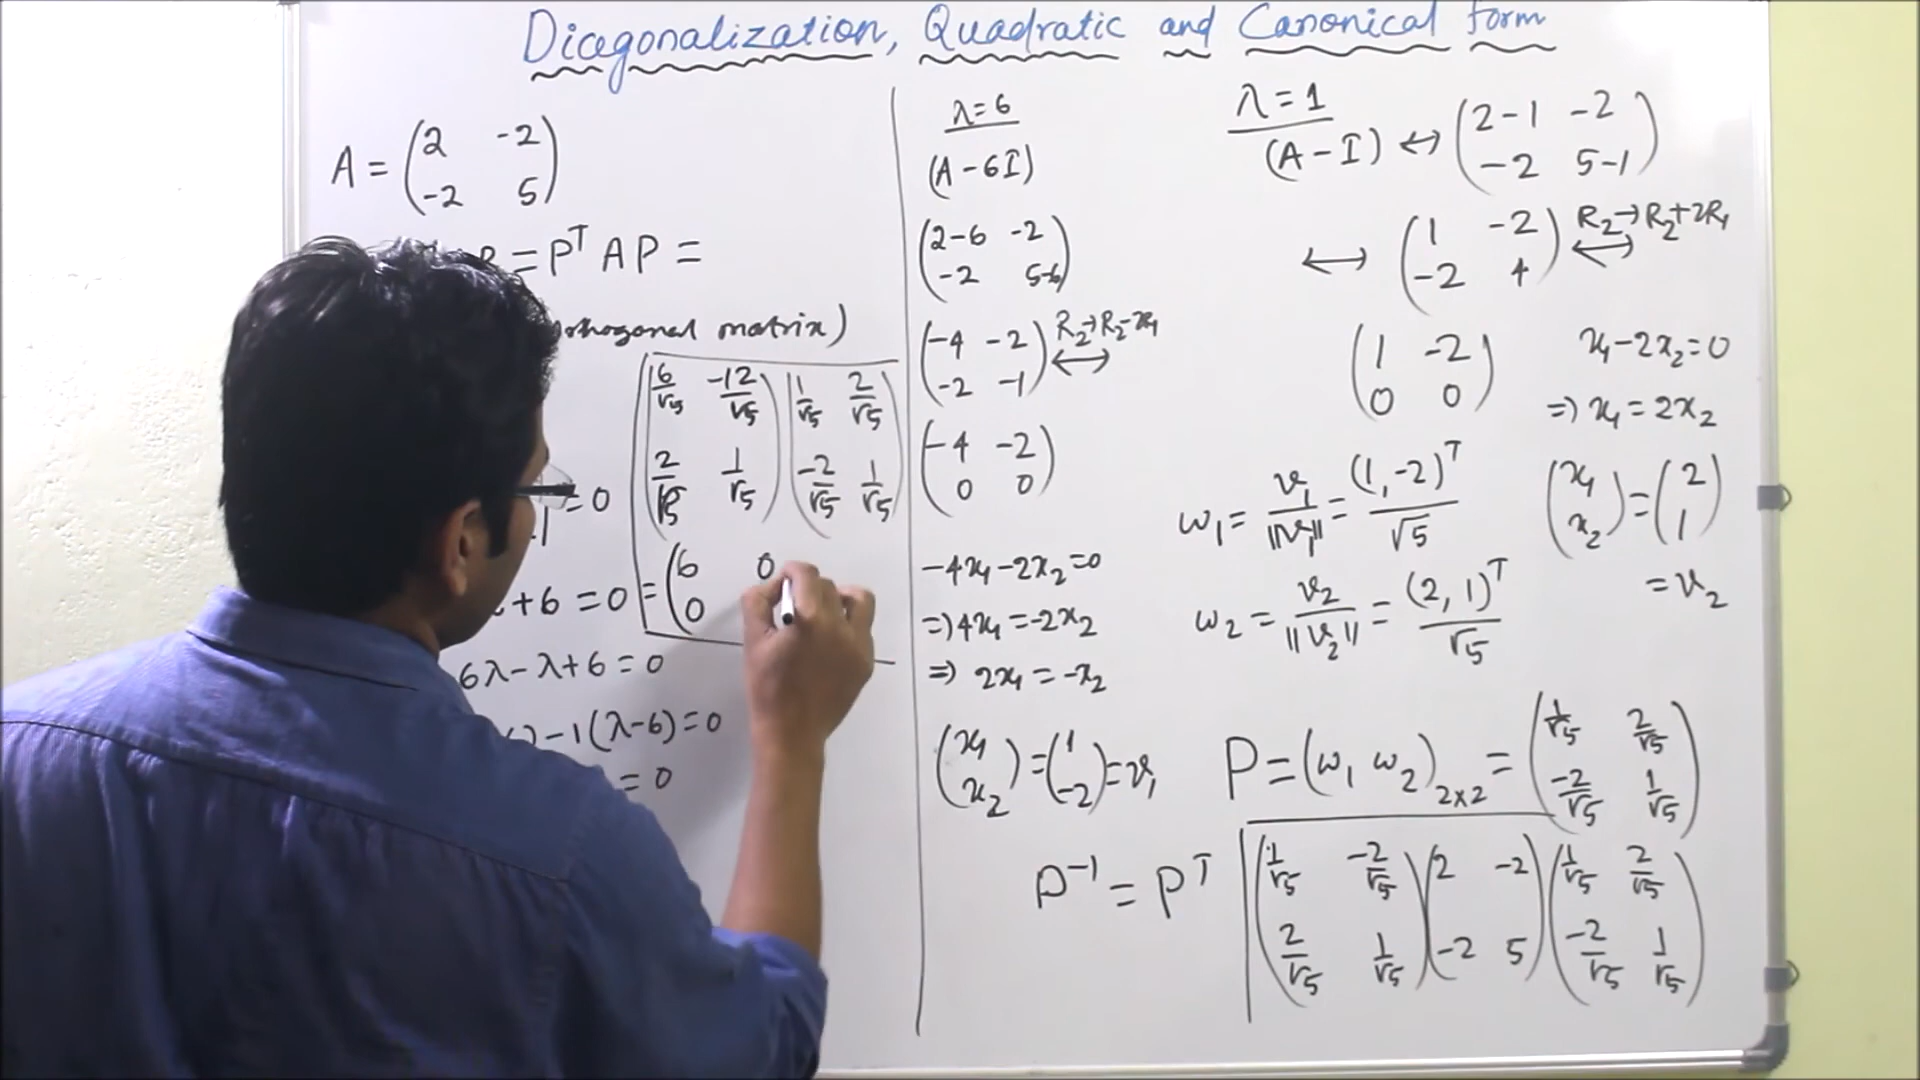 Diagonalization, Quadratic and Canonical form
A = (2 -2
-2 5)
= Pᵀ A P =
orthogonal matrix)
(6/√5 -12/√5) (1/√5 2/√5)
(2/√5 1/√5) (-2/√5 1/√5)
= 0
+6 = 0
= (6 0
0
6λ - λ + 6 = 0
-1(λ-6) = 0
= 0
λ = 6
(A - 6I)
(2-6 -2
-2 5-6)
(-4 -2
-2 -1) ↔
(-4 -2
0 0)
-4x₁ - 2x₂ = 0
⇒ 4x₁ = -2x₂
⇒ 2x₁ = -x₂
(x₁
x₂) = (1
-2) = v₁
λ = 1
(A - I) ↔ (2-1 -2
-2 5-1)
↔ (1 -2
-2 4) R₂→R₂+2R₁ ↔
(1 -2
0 0)
x₁ - 2x₂ = 0
⇒ x₁ = 2x₂
(x₁
x₂) = (2
1)
= v₂
w₁ = v₁/||v₁|| = (1, -2)ᵀ/√5
w₂ = v₂/||v₂|| = (2, 1)ᵀ/√5
P = (w₁ w₂)₂ₓ₂ = (1/√5 2/√5
-2/√5 1/√5)
P⁻¹ = Pᵀ
(1/√5 -2/√5) (2 -2) (1/√5 2/√5)
(2/√5 1/√5) (-2 5) (-2/√5 1/√5)